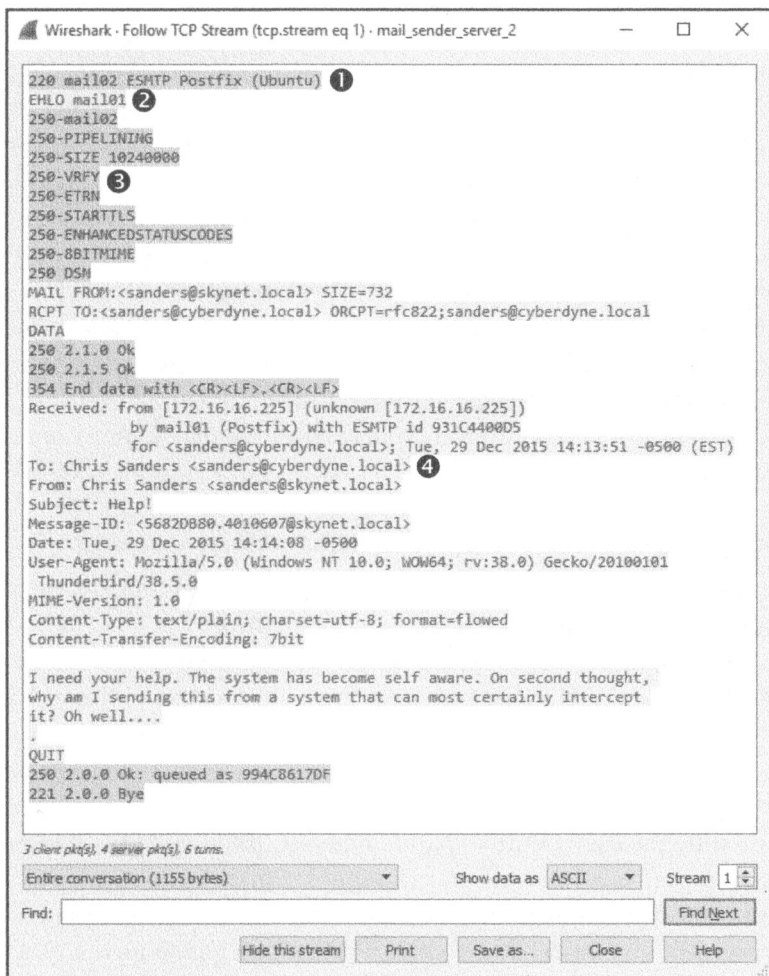 Wireshark · Follow TCP Stream (tcp.stream eq 1) · mail_sender_server_2
220 mail02 ESMTP Postfix (Ubuntu) ❶
EHLO mail01 ❷
250-mail02
250-PIPELINING
250-SIZE 10240000
250-VRFY ❸
250-ETRN
250-STARTTLS
250-ENHANCEDSTATUSCODES
250-8BITMIME
250 DSN
MAIL FROM:<sanders@skynet.local> SIZE=732
RCPT TO:<sanders@cyberdyne.local> ORCPT=rfc822;sanders@cyberdyne.local
DATA
250 2.1.0 Ok
250 2.1.5 Ok
354 End data with <CR><LF>.<CR><LF>
Received: from [172.16.16.225] (unknown [172.16.16.225])
by mail01 (Postfix) with ESMTP id 931C4400D5
for <sanders@cyberdyne.local>; Tue, 29 Dec 2015 14:13:51 -0500 (EST)
To: Chris Sanders <sanders@cyberdyne.local> ❹
From: Chris Sanders <sanders@skynet.local>
Subject: Help!
Message-ID: <5682DB80.4010607@skynet.local>
Date: Tue, 29 Dec 2015 14:14:08 -0500
User-Agent: Mozilla/5.0 (Windows NT 10.0; WOW64; rv:38.0) Gecko/20100101
Thunderbird/38.5.0
MIME-Version: 1.0
Content-Type: text/plain; charset=utf-8; format=flowed
Content-Transfer-Encoding: 7bit
I need your help. The system has become self aware. On second thought,
why am I sending this from a system that can most certainly intercept
it? Oh well....
.
QUIT
250 2.0.0 Ok: queued as 994C8617DF
221 2.0.0 Bye
3 client pkt(s), 4 server pkt(s), 6 turns.
Entire conversation (1155 bytes) Show data as ASCII Stream 1
Find: Find Next
Hide this stream Print Save as... Close Help